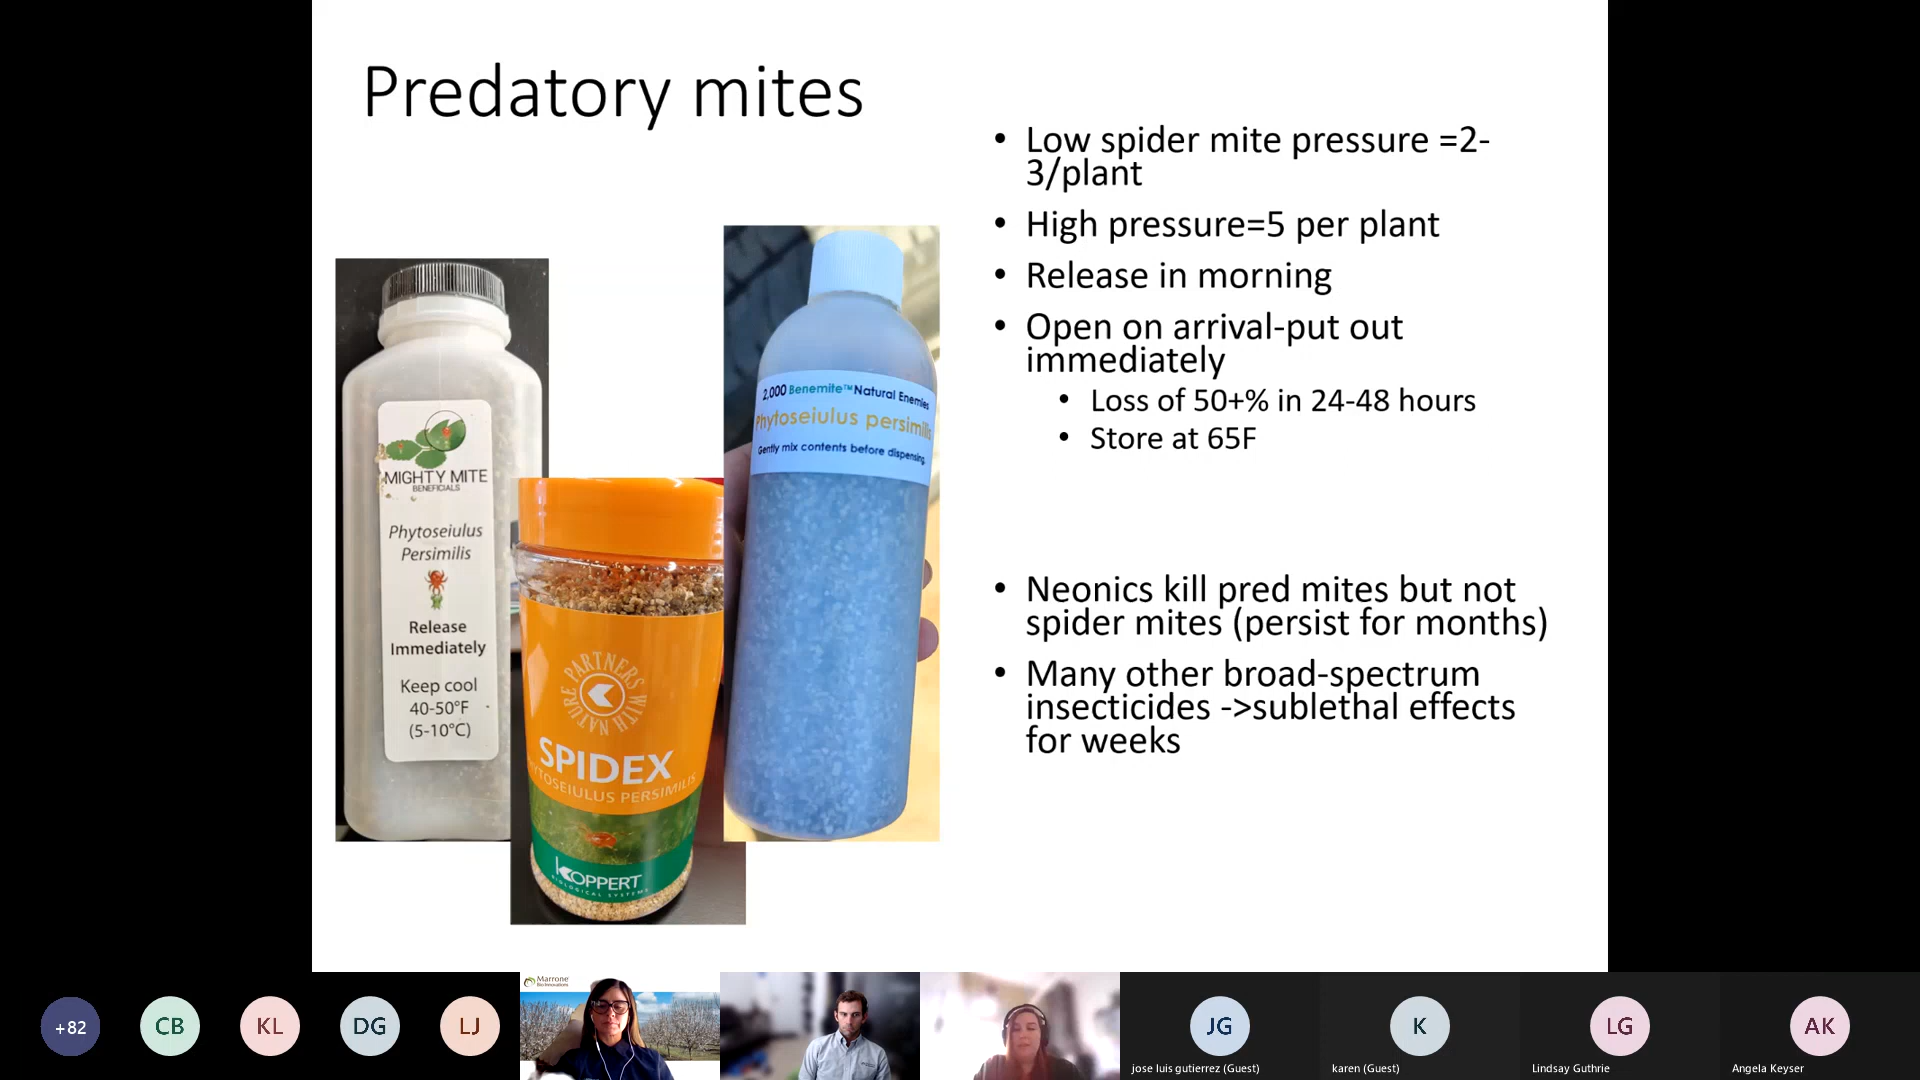 Predatory mites
• Low spider mite pressure =2-
3/plant
• High pressure=5 per plant
• Release in morning
• Open on arrival-put out
immediately
• Loss of 50+% in 24-48 hours
• Store at 65F
• Neonics kill pred mites but not
spider mites (persist for months)
• Many other broad-spectrum
insecticides ->sublethal effects
for weeks
MIGHTY MITE
BENEFICIALS
Phytoseiulus
Persimilis
Release
Immediately
Keep cool
40-50°F
(5-10°C)
PARTNERS WITH NATURE
SPIDEX
PHYTOSEIULUS PERSIMILIS
KOPPERT
BIOLOGICAL SYSTEMS
2,000 Benemite™ Natural Enemies
Phytoseiulus persimilis
Gently mix contents before dispensing.
+82
CB
KL
DG
LJ
Marrone
Bio Innovations
JG
jose luis gutierrez (Guest)
K
karen (Guest)
LG
Lindsay Guthrie
AK
Angela Keyser